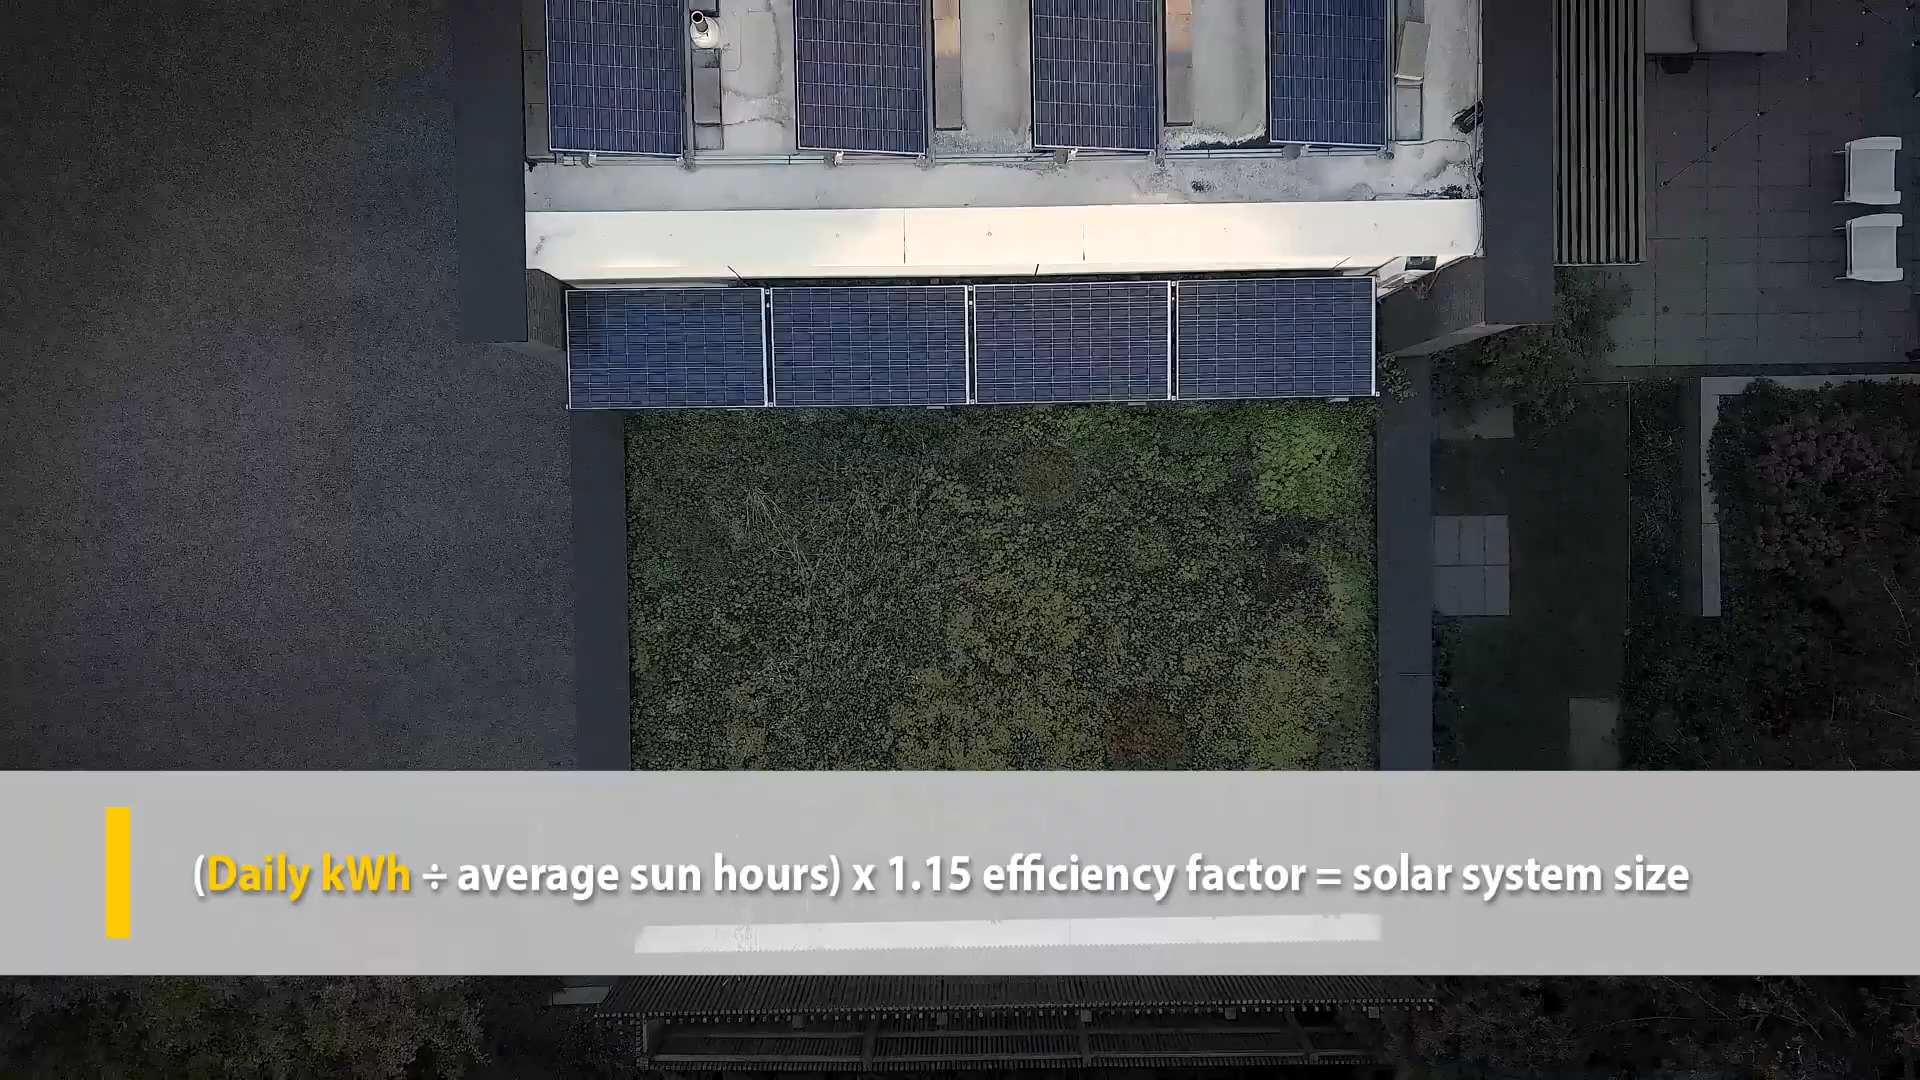 (Daily kWh ÷ average sun hours) x 1.15 efficiency factor = solar system size